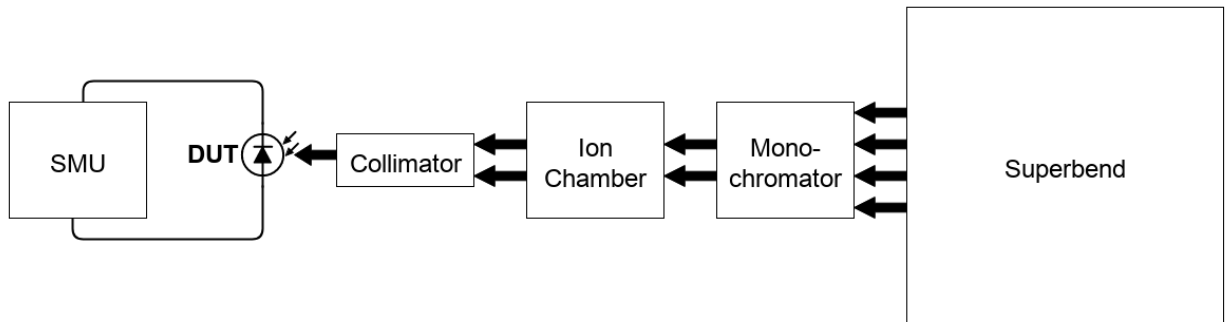 SMU
DUT
Collimator
Ion
Chamber
Mono-
chromator
Superbend